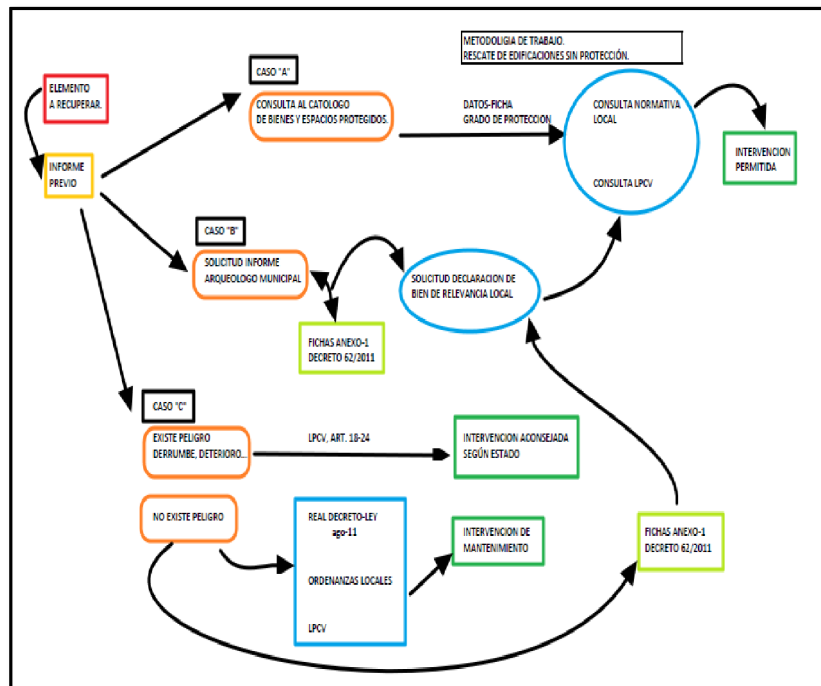 METODOLIGIA DE TRABAJO.
RESCATE DE EDIFICACIONES SIN PROTECCIÓN.
ELEMENTO
A RECUPERAR.
INFORME
PREVIO
CASO "A"
CONSULTA AL CATOLOGO
DE BIENES Y ESPACIOS PROTEGIDOS.
DATOS-FICHA
GRADO DE PROTECCION
CONSULTA NORMATIVA
LOCAL
CONSULTA LPCV
INTERVENCION
PERMITIDA
CASO "B"
SOLICITUD INFORME
ARQUEOLOGO MUNICIPAL
FICHAS ANEXO-1
DECRETO 62/2011
SOLICITUD DECLARACION DE
BIEN DE RELEVANCIA LOCAL
CASO "C"
EXISTE PELIGRO
DERRUMBE, DETERIORO...
LPCV, ART. 18-24
INTERVENCION ACONSEJADA
SEGÚN ESTADO
NO EXISTE PELIGRO
REAL DECRETO-LEY
ago-11
ORDENANZAS LOCALES
LPCV
INTERVENCION DE
MANTENIMIENTO
FICHAS ANEXO-1
DECRETO 62/2011